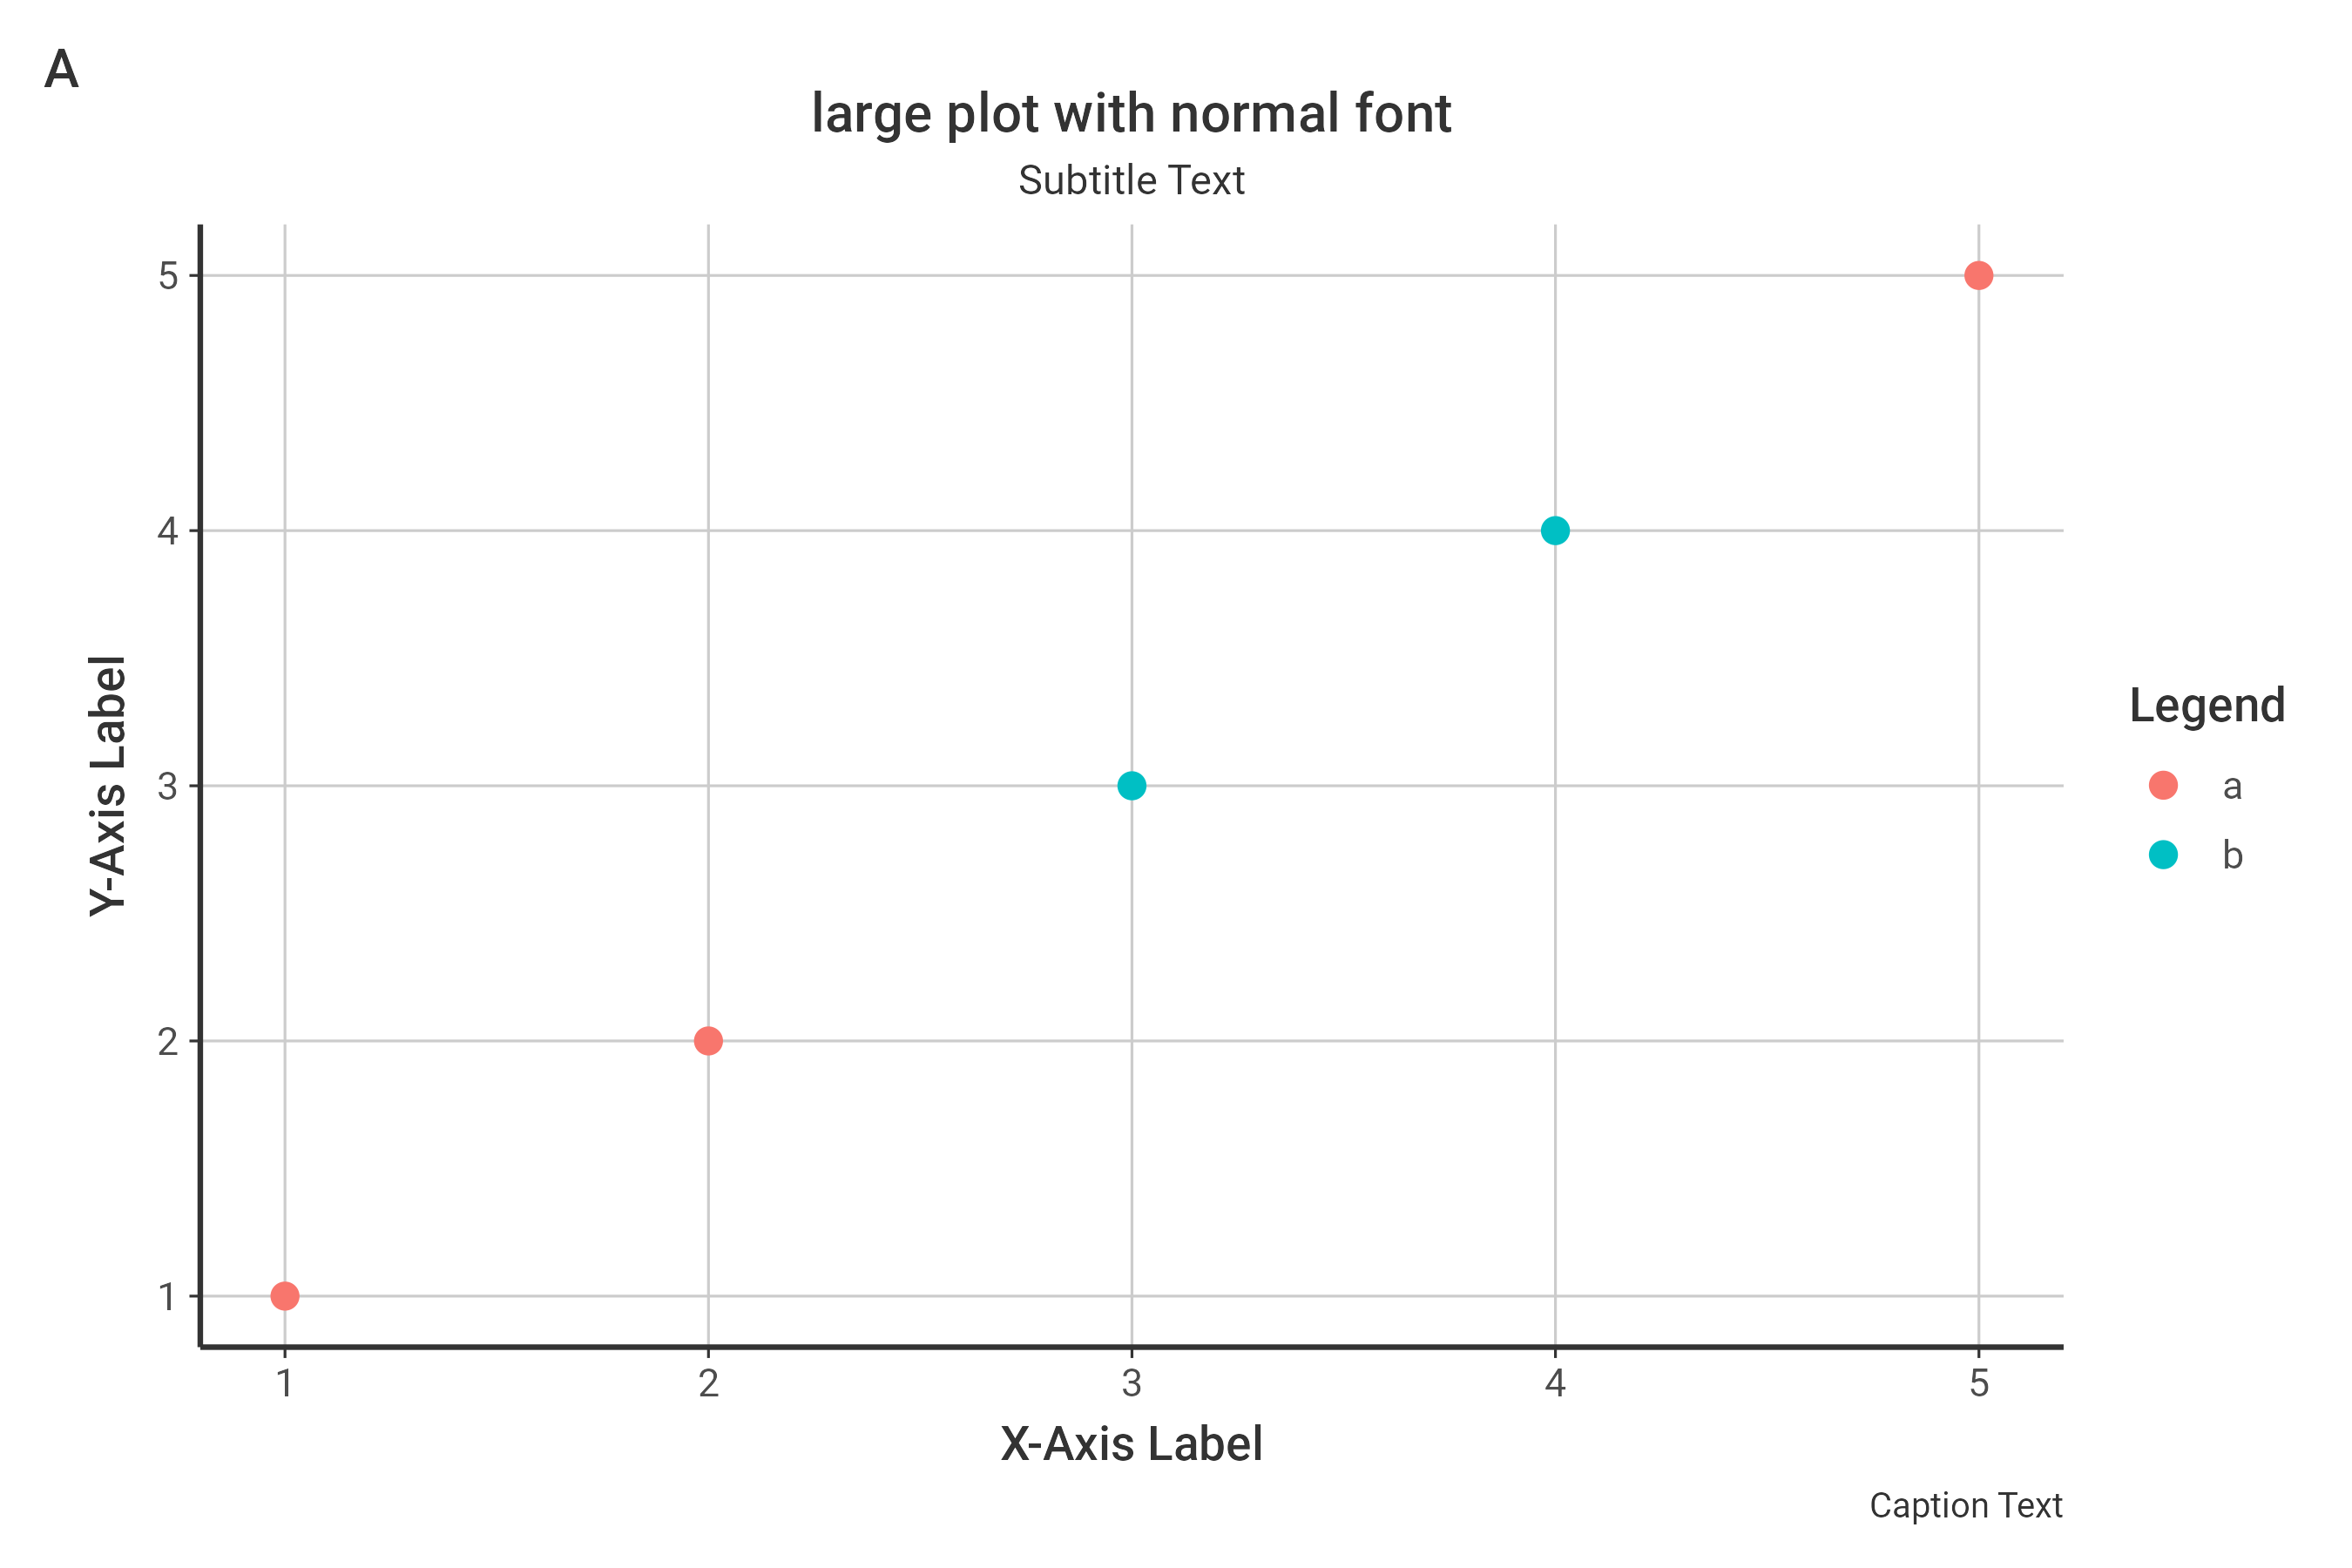 A
large plot with normal font
Subtitle Text
5
4
3
2
1
Y-Axis Label
1 2 3 4 5
X-Axis Label
Legend
a
b
Caption Text